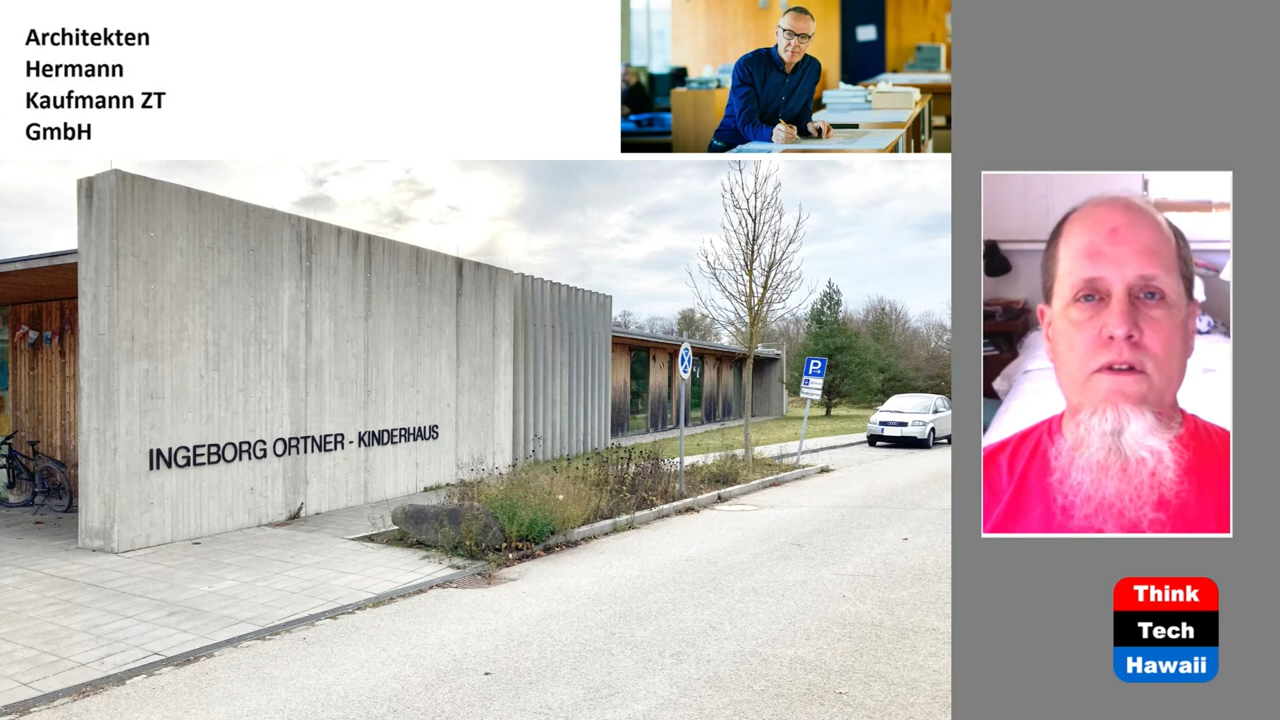 Architekten
Hermann
Kaufmann ZT
GmbH
INGEBORG ORTNER - KINDERHAUS
P
Think
Tech
Hawaii